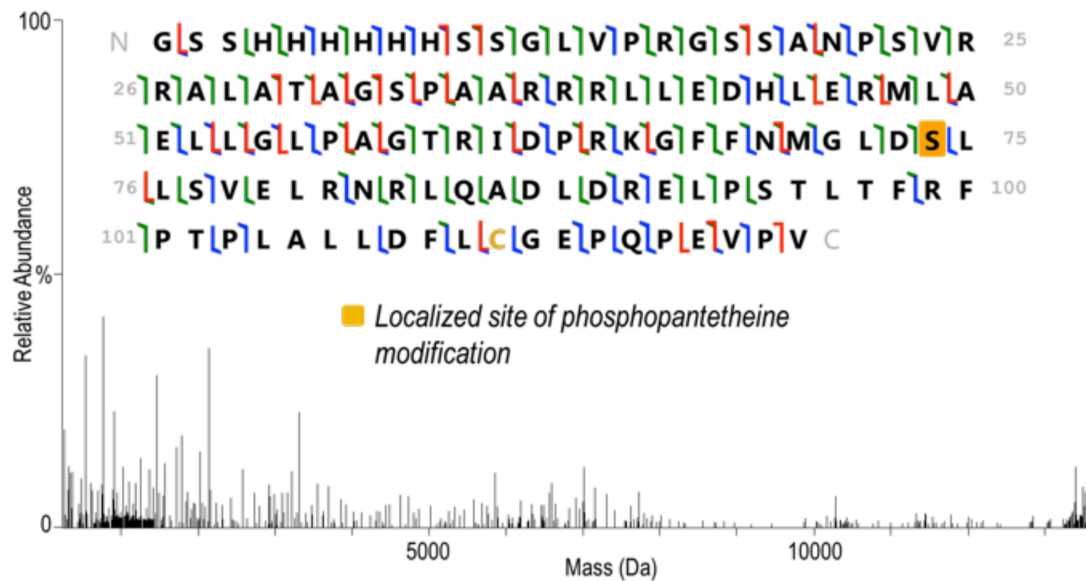 100
N G S S H H H H H H S S G L V P R G S S A N P S V R 25
26 R A L A T L A G S P A A R R R L L E D H L E R M L A 50
51 E L L G L P A G T R I D P R K G F F N M G L D S L 75
76 L S V E L R N R L Q A D L D R E L P S T L T F R F 100
101 P T P L A L L D F L C G E P Q P E V P V C
Relative Abundance
%
Localized site of phosphopantetheine
modification
0
5000
10000
Mass (Da)